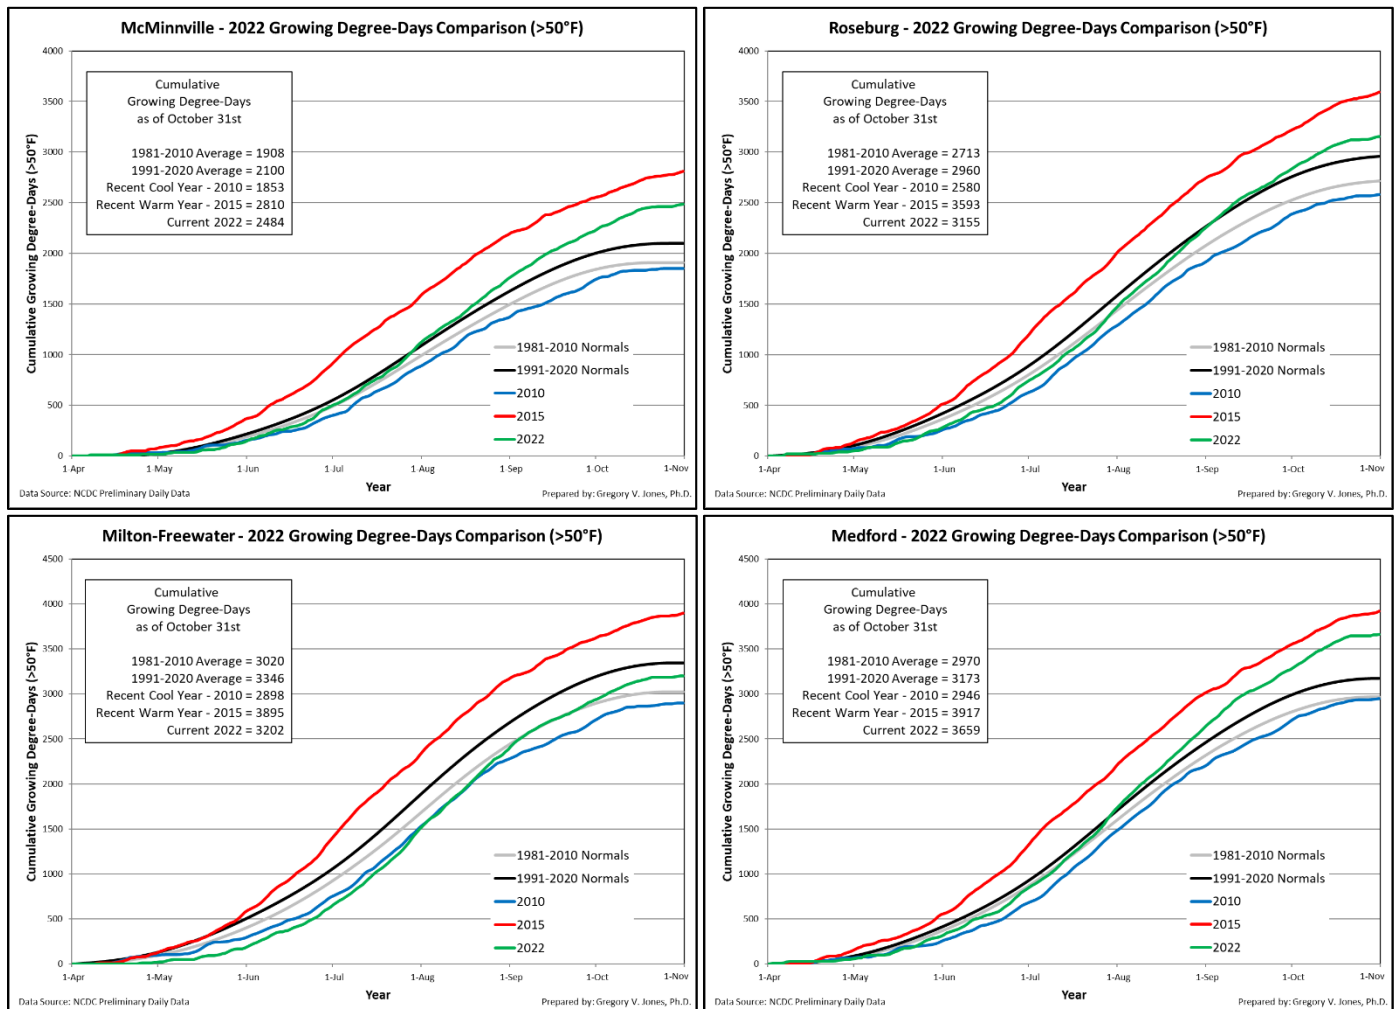 McMinnville - 2022 Growing Degree-Days Comparison (>50°F)
Cumulative Growing Degree-Days (>50°F)
4000
3500
3000
2500
2000
1500
1000
500
0
Cumulative
Growing Degree-Days
as of October 31st
1981-2010 Average = 1908
1991-2020 Average = 2100
Recent Cool Year - 2010 = 1853
Recent Warm Year - 2015 = 2810
Current 2022 = 2484
1981-2010 Normals
1991-2020 Normals
2010
2015
2022
1-Apr 1-May 1-Jun 1-Jul 1-Aug 1-Sep 1-Oct 1-Nov
Year
Data Source: NCDC Preliminary Daily Data
Prepared by: Gregory V. Jones, Ph.D.
Roseburg - 2022 Growing Degree-Days Comparison (>50°F)
Cumulative Growing Degree-Days (>50°F)
4000
3500
3000
2500
2000
1500
1000
500
0
Cumulative
Growing Degree-Days
as of October 31st
1981-2010 Average = 2713
1991-2020 Average = 2960
Recent Cool Year - 2010 = 2580
Recent Warm Year - 2015 = 3593
Current 2022 = 3155
1981-2010 Normals
1991-2020 Normals
2010
2015
2022
1-Apr 1-May 1-Jun 1-Jul 1-Aug 1-Sep 1-Oct 1-Nov
Year
Data Source: NCDC Preliminary Daily Data
Prepared by: Gregory V. Jones, Ph.D.
Milton-Freewater - 2022 Growing Degree-Days Comparison (>50°F)
Cumulative Growing Degree-Days (>50°F)
4500
4000
3500
3000
2500
2000
1500
1000
500
0
Cumulative
Growing Degree-Days
as of October 31st
1981-2010 Average = 3020
1991-2020 Average = 3346
Recent Cool Year - 2010 = 2898
Recent Warm Year - 2015 = 3895
Current 2022 = 3202
1981-2010 Normals
1991-2020 Normals
2010
2015
2022
1-Apr 1-May 1-Jun 1-Jul 1-Aug 1-Sep 1-Oct 1-Nov
Year
Data Source: NCDC Preliminary Daily Data
Prepared by: Gregory V. Jones, Ph.D.
Medford - 2022 Growing Degree-Days Comparison (>50°F)
Cumulative Growing Degree-Days (>50°F)
4500
4000
3500
3000
2500
2000
1500
1000
500
0
Cumulative
Growing Degree-Days
as of October 31st
1981-2010 Average = 2970
1991-2020 Average = 3173
Recent Cool Year - 2010 = 2946
Recent Warm Year - 2015 = 3917
Current 2022 = 3659
1981-2010 Normals
1991-2020 Normals
2010
2015
2022
1-Apr 1-May 1-Jun 1-Jul 1-Aug 1-Sep 1-Oct 1-Nov
Year
Data Source: NCDC Preliminary Daily Data
Prepared by: Gregory V. Jones, Ph.D.